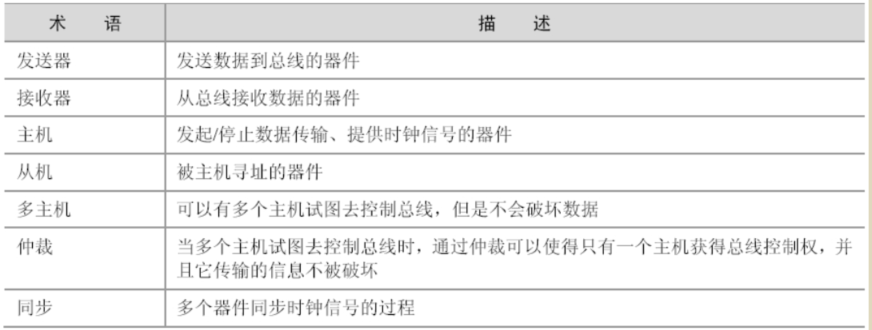 术 语 描 述
发送器 发送数据到总线的器件
接收器 从总线接收数据的器件
主机 发起/停止数据传输、提供时钟信号的器件
从机 被主机寻址的器件
多主机 可以有多个主机试图去控制总线，但是不会破坏数据
仲裁 当多个主机试图去控制总线时，通过仲裁可以使得只有一个主机获得总线控制权，并
且它传输的信息不被破坏
同步 多个器件同步时钟信号的过程